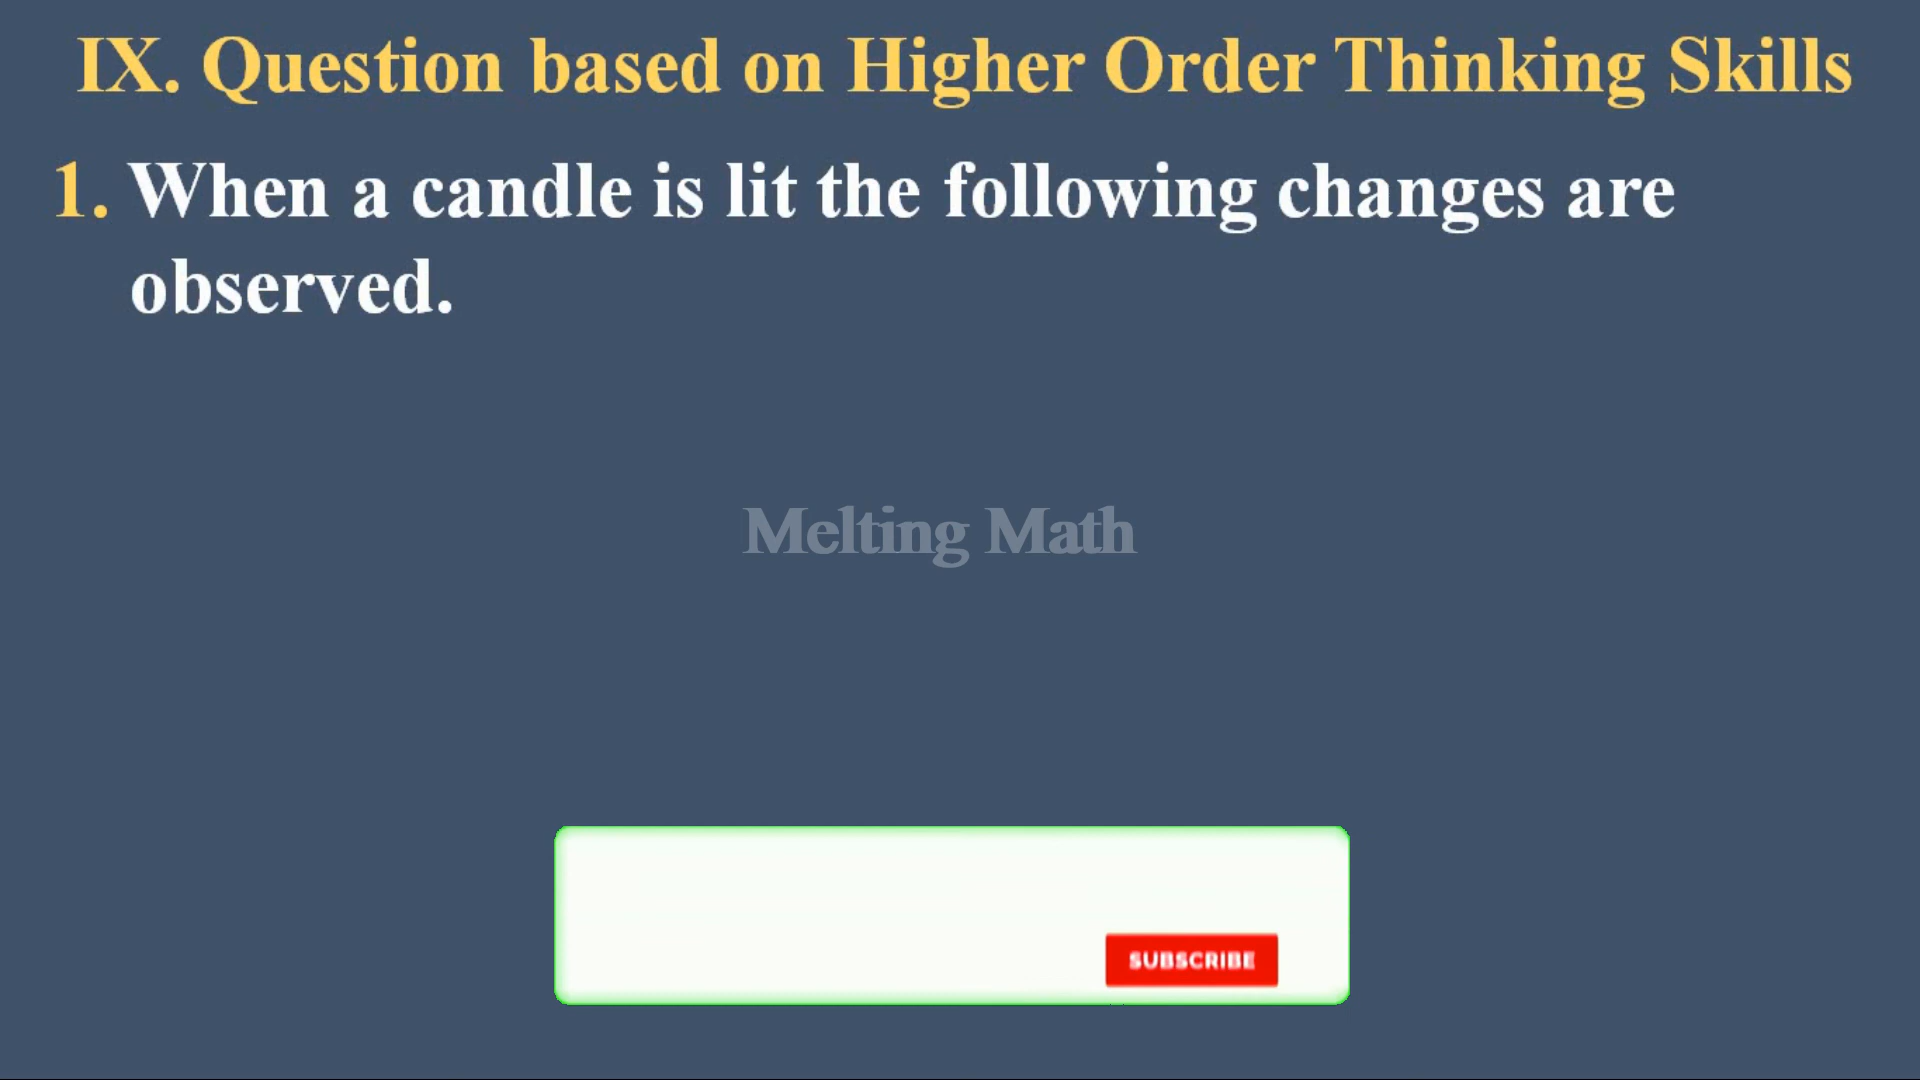 IX. Question based on Higher Order Thinking Skills
1. When a candle is lit the following changes are
observed.
Melting Math
SUBSCRIBE